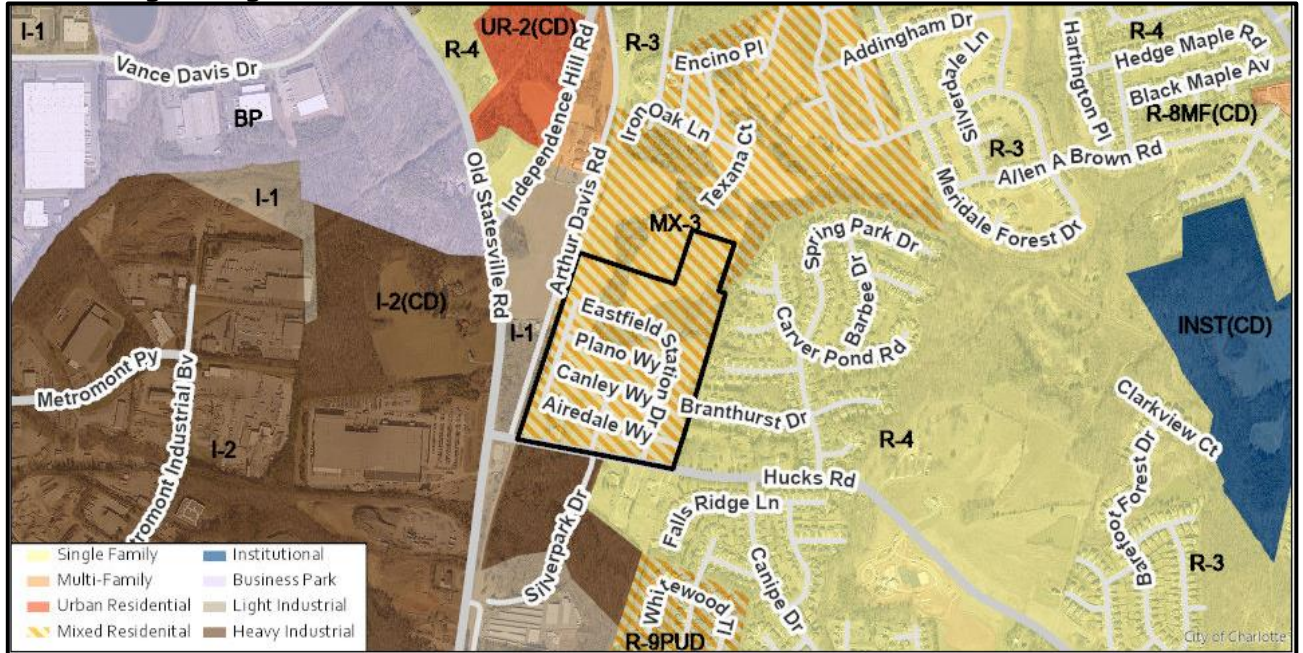 I-1
UR-2(CD)
R-4
R-3
Vance Davis Dr
Independence Hill Rd
Encino Pl
Addingham Dr
Silverdale Ln
Hartington Pl
R-4
Hedge Maple Rd
Black Maple Av
R-8MF(CD)
BP
Iron Oak Ln
Texana Ct
R-3
Allen A Brown Rd
Meridale Forest Dr
Old Statesville Rd
Arthur Davis Rd
I-1
MX-3
Spring Park Dr
Barbee Dr
Carver Pond Rd
INST(CD)
I-2(CD)
I-1
Eastfield Station Dr
Plano Wy
Canley Wy
Airedale Wy
Branthurst Dr
Metromont Py
tromont Industrial Bv
I-2
R-4
Clarkview Ct
Barefoot Forest Dr
R-3
Hucks Rd
Falls Ridge Ln
Silverpark Dr
Canipe Dr
R-9PUD
Single Family
Institutional
Multi-Family
Business Park
Urban Residential
Light Industrial
Mixed Residenital
Heavy Industrial
City of Charlotte